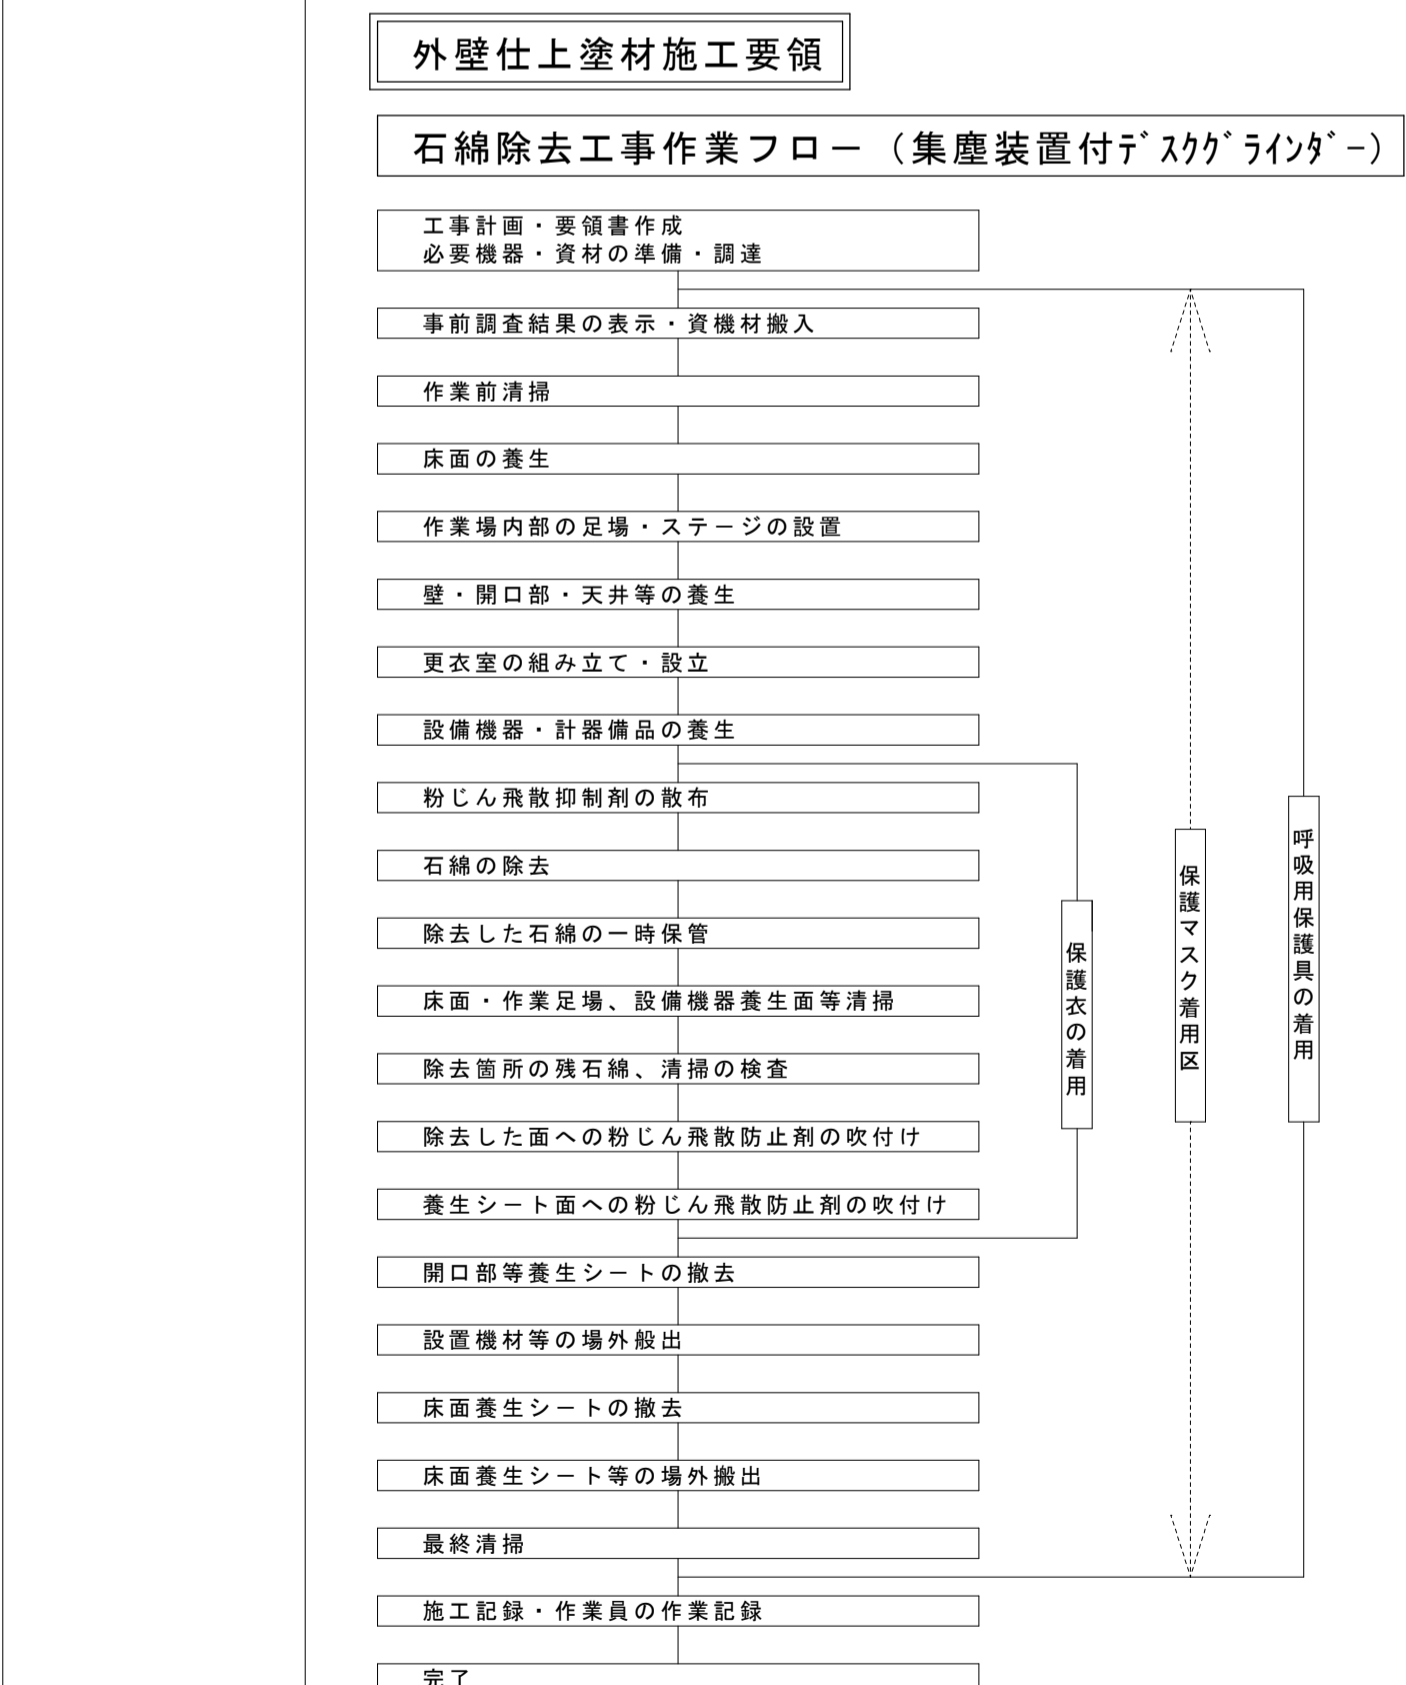 外壁仕上塗材施工要領
石綿除去工事作業フロー（集塵装置付ﾃﾞｽｸｸﾞﾗｲﾝﾀﾞｰ）
工事計画・要領書作成
必要機器・資材の準備・調達
事前調査結果の表示・資機材搬入
作業前清掃
床面の養生
作業場内部の足場・ステージの設置
壁・開口部・天井等の養生
更衣室の組み立て・設立
設備機器・計器備品の養生
粉じん飛散抑制剤の散布
石綿の除去
除去した石綿の一時保管
床面・作業足場、設備機器養生面等清掃
除去箇所の残石綿、清掃の検査
除去した面への粉じん飛散防止剤の吹付け
養生シート面への粉じん飛散防止剤の吹付け
開口部等養生シートの撤去
設置機材等の場外般出
床面養生シートの撤去
床面養生シート等の場外搬出
最終清掃
施工記録・作業員の作業記録
完了
保護衣の着用
保護マスク着用区
呼吸用保護具の着用